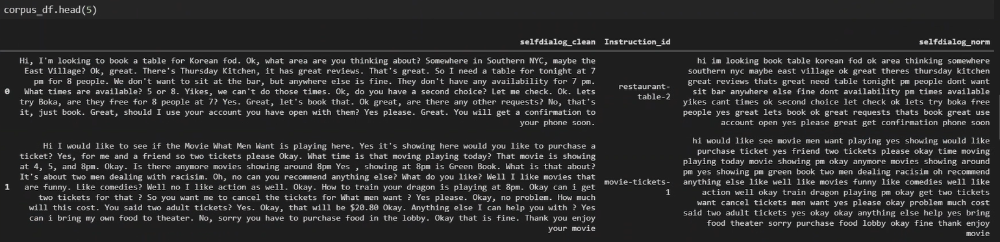 corpus_df.head(5)
selfdialog_clean Instruction_id selfdialog_norm
0
Hi, I'm looking to book a table for Korean fod. Ok, what area are you thinking about? Somewhere in Southern NYC, maybe the
East Village? Ok, great. There's Thursday Kitchen, it has great reviews. That's great. So I need a table for tonight at 7
pm for 8 people. We don't want to sit at the bar, but anywhere else is fine. They don't have any availability for 7 pm.
What times are available? 5 or 8. Yikes, we can't do those times. Ok, do you have a second choice? Let me check. Ok. Lets
try Boka, are they free for 8 people at 7? Yes. Great, let's book that. Ok great, are there any other requests? No, that's
it, just book. Great, should I use your account you have open with them? Yes please. Great. You will get a confirmation to
your phone soon.
restaurant-
table-2
hi im looking book table korean fod ok area thinking somewhere
southern nyc maybe east village ok great theres thursday kitchen
great reviews thats great need table tonight pm people dont want
sit bar anywhere else fine dont availability pm times available
yikes cant times ok second choice let check ok lets try boka free
people yes great lets book ok great requests thats book great use
account open yes please great get confirmation phone soon
1
Hi I would like to see if the Movie What Men Want is playing here. Yes it's showing here would you like to purchase a
ticket? Yes, for me and a friend so two tickets please Okay. What time is that moving playing today? That movie is showing
at 4, 5, and 8pm. Okay. Is there anymore movies showing around 8pm Yes , showing at 8pm is Green Book. What is that about?
It's about two men dealing with racisim. Oh, no can you recommend anything else? What do you like? Well I like movies that
are funny. Like comedies? Well no I like action as well. Okay. How to train your dragon is playing at 8pm. Okay can i get
two tickets for that ? So you want me to cancel the tickets for What men want ? Yes please. Okay, no problem. How much
will this cost. You said two adult tickets? Yes. Okay, that will be $20.80 Okay. Anything else I can help you with ? Yes
can i bring my own food to theater. No, sorry you have to purchase food in the lobby. Okay that is fine. Thank you enjoy
your movie
movie-tickets-
1
hi would like see movie men want playing yes showing would like
purchase ticket yes friend two tickets please okay time moving
playing today movie showing pm okay anymore movies showing around
pm yes showing pm green book two men dealing racisim oh recommend
anything else like well like movies funny like comedies well like
action well okay train dragon playing pm okay get two tickets
want cancel tickets men want yes please okay problem much cost
said two adult tickets yes okay okay anything else help yes bring
food theater sorry purchase food lobby okay fine thank enjoy
movie